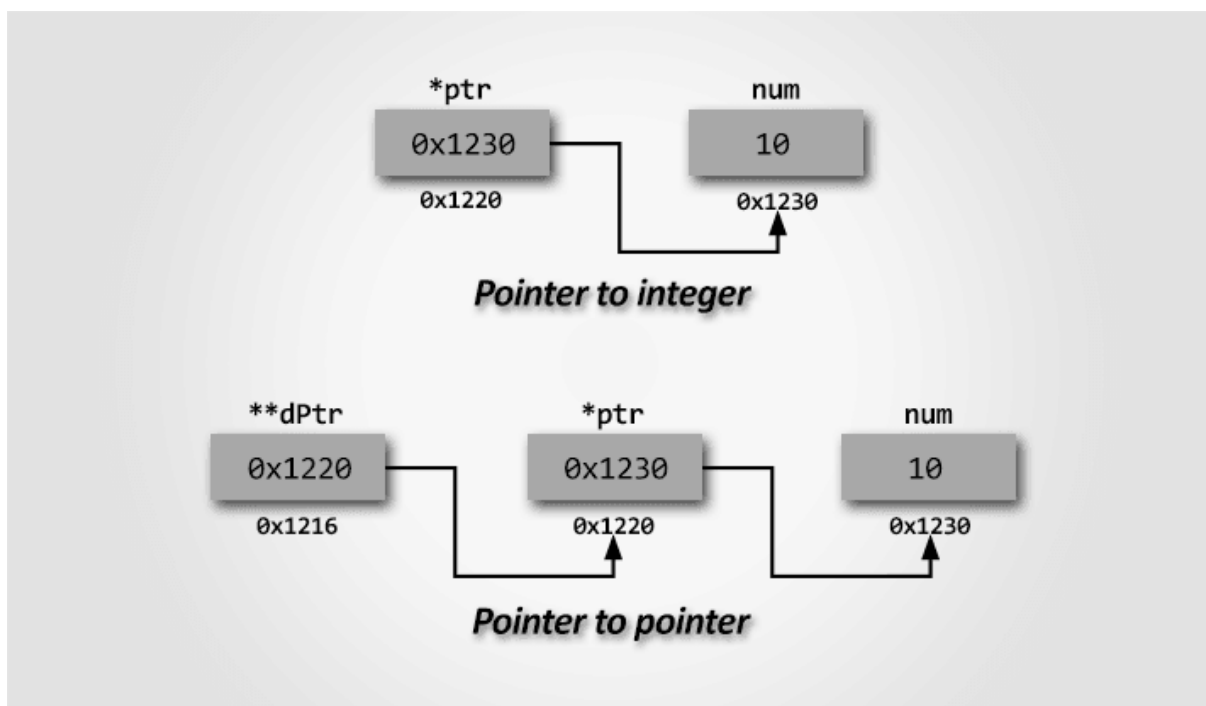 *ptr num
0x1230 10
0x1220 0x1230
Pointer to integer
**dPtr *ptr num
0x1220 0x1230 10
0x1216 0x1220 0x1230
Pointer to pointer